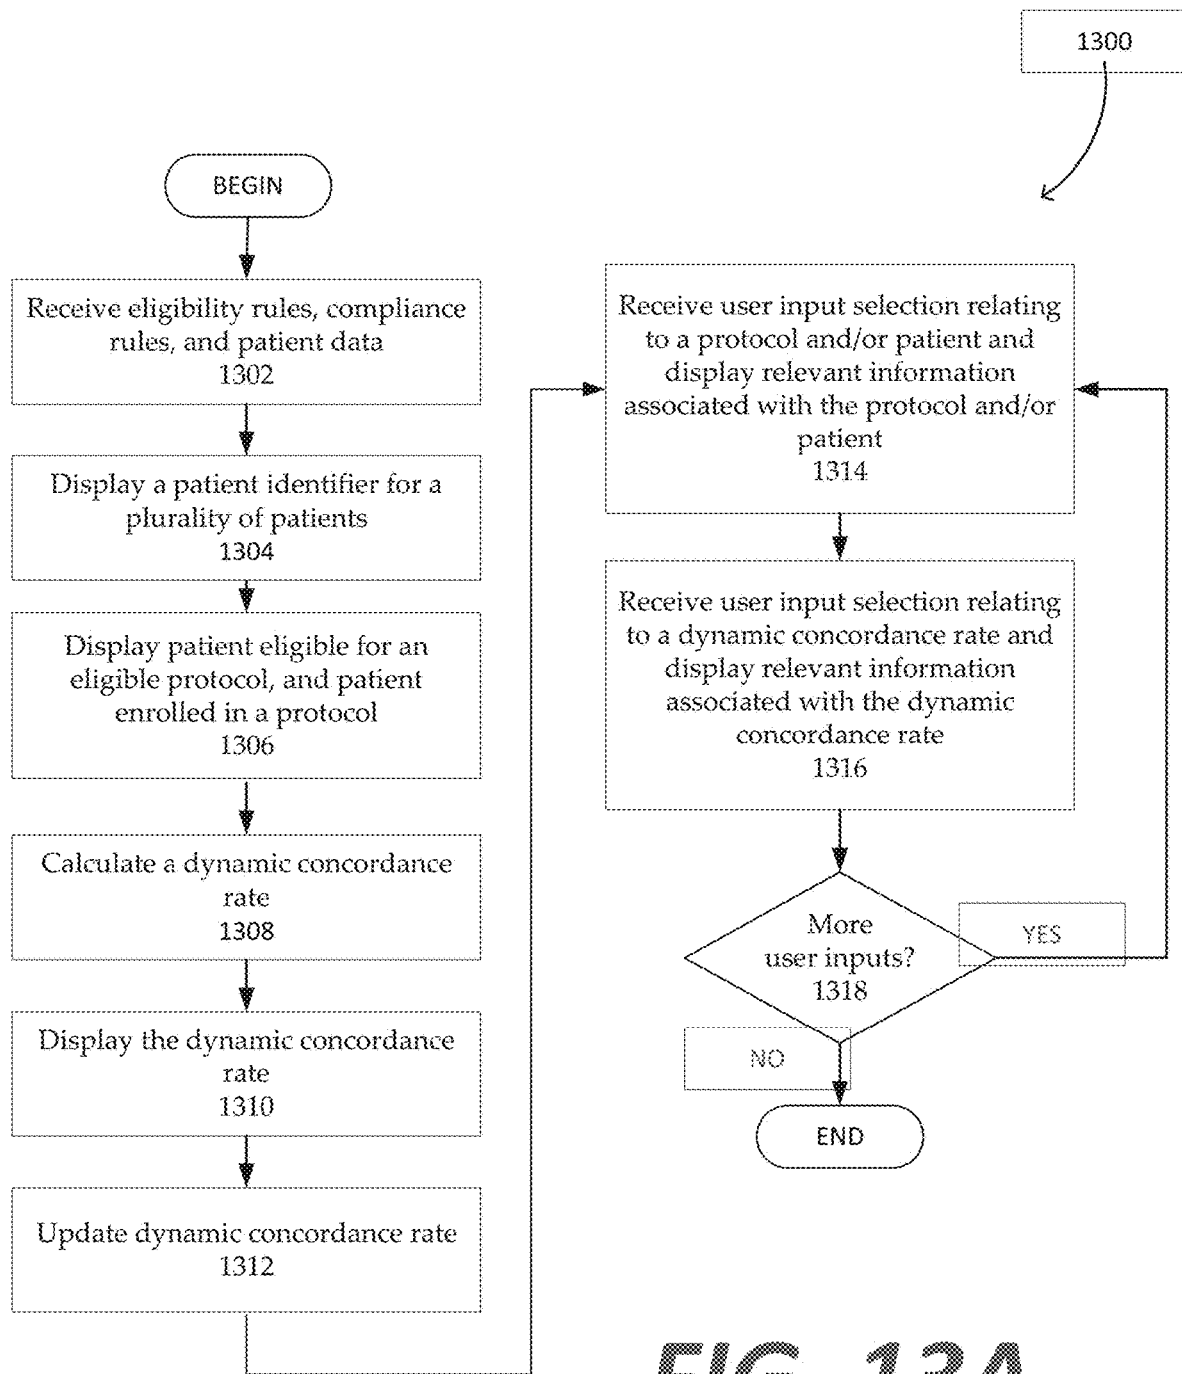 1300
BEGIN
Receive eligibility rules, compliance
rules, and patient data
1302
Display a patient identifier for a
plurality of patients
1304
Display patient eligible for an
eligible protocol, and patient
enrolled in a protocol
1306
Calculate a dynamic concordance
rate
1308
Display the dynamic concordance
rate
1310
Update dynamic concordance rate
1312
Receive user input selection relating
to a protocol and/or patient and
display relevant information
associated with the protocol and/or
patient
1314
Receive user input selection relating
to a dynamic concordance rate and
display relevant information
associated with the dynamic
concordance rate
1316
More
user inputs?
1318
YES
NO
END
FIG. 13A